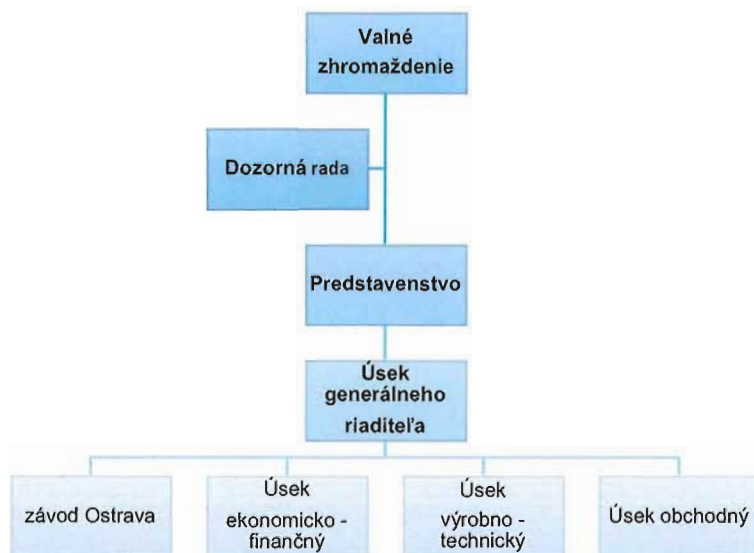 Valné
zhromaždenie
Dozorná rada
Predstavenstvo
Úsek
generálneho
riaditeľa
závod Ostrava
Úsek
ekonomicko -
finančný
Úsek
výrobno -
technický
Úsek obchodný